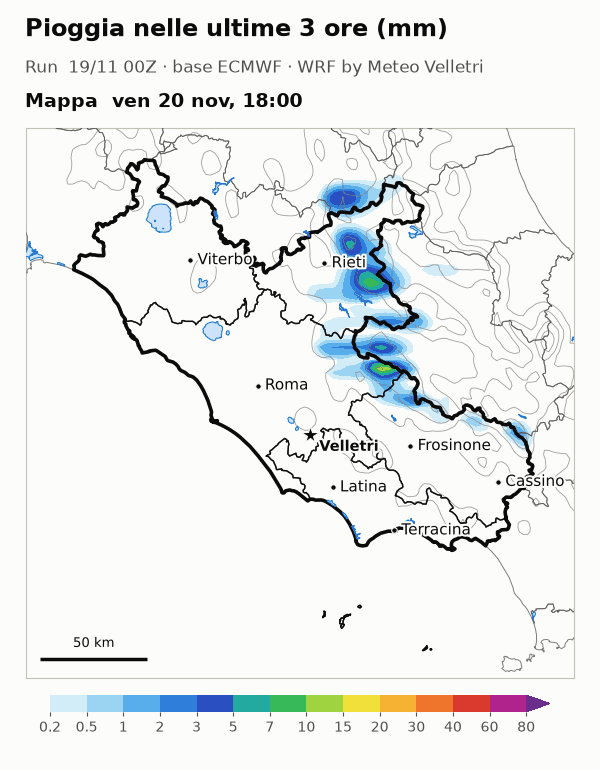 Pioggia nelle ultime 3 ore (mm)
Run  19/11 00Z · base ECMWF · WRF by Meteo Velletri
Mappa  ven 20 nov, 18:00
Viterbo
Rieti
Roma
Velletri
Frosinone
Latina
Cassino
Terracina
50 km
0.2 0.5 1 2 3 5 7 10 15 20 30 40 60 80